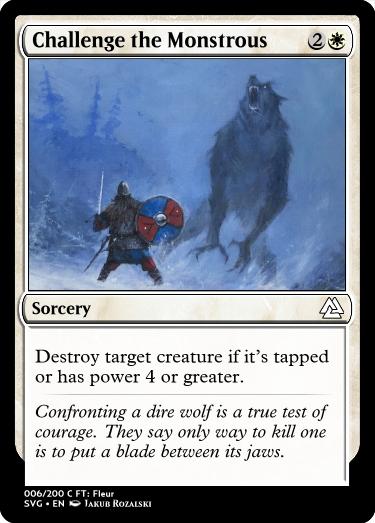 Challenge the Monstrous 2
Sorcery
Destroy target creature if it's tapped
or has power 4 or greater.
Confronting a dire wolf is a true test of
courage. They say only way to kill one
is to put a blade between its jaws.
006/200 C FT: Fleur
SVG • EN Jakub Rozalski